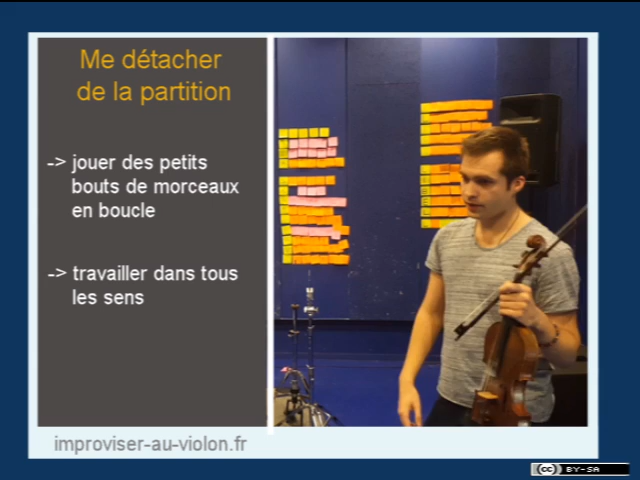 Me détacher
de la partition
-> jouer des petits
bouts de morceaux
en boucle
-> travailler dans tous
les sens
improviser-au-violon.fr
cc BY-SA